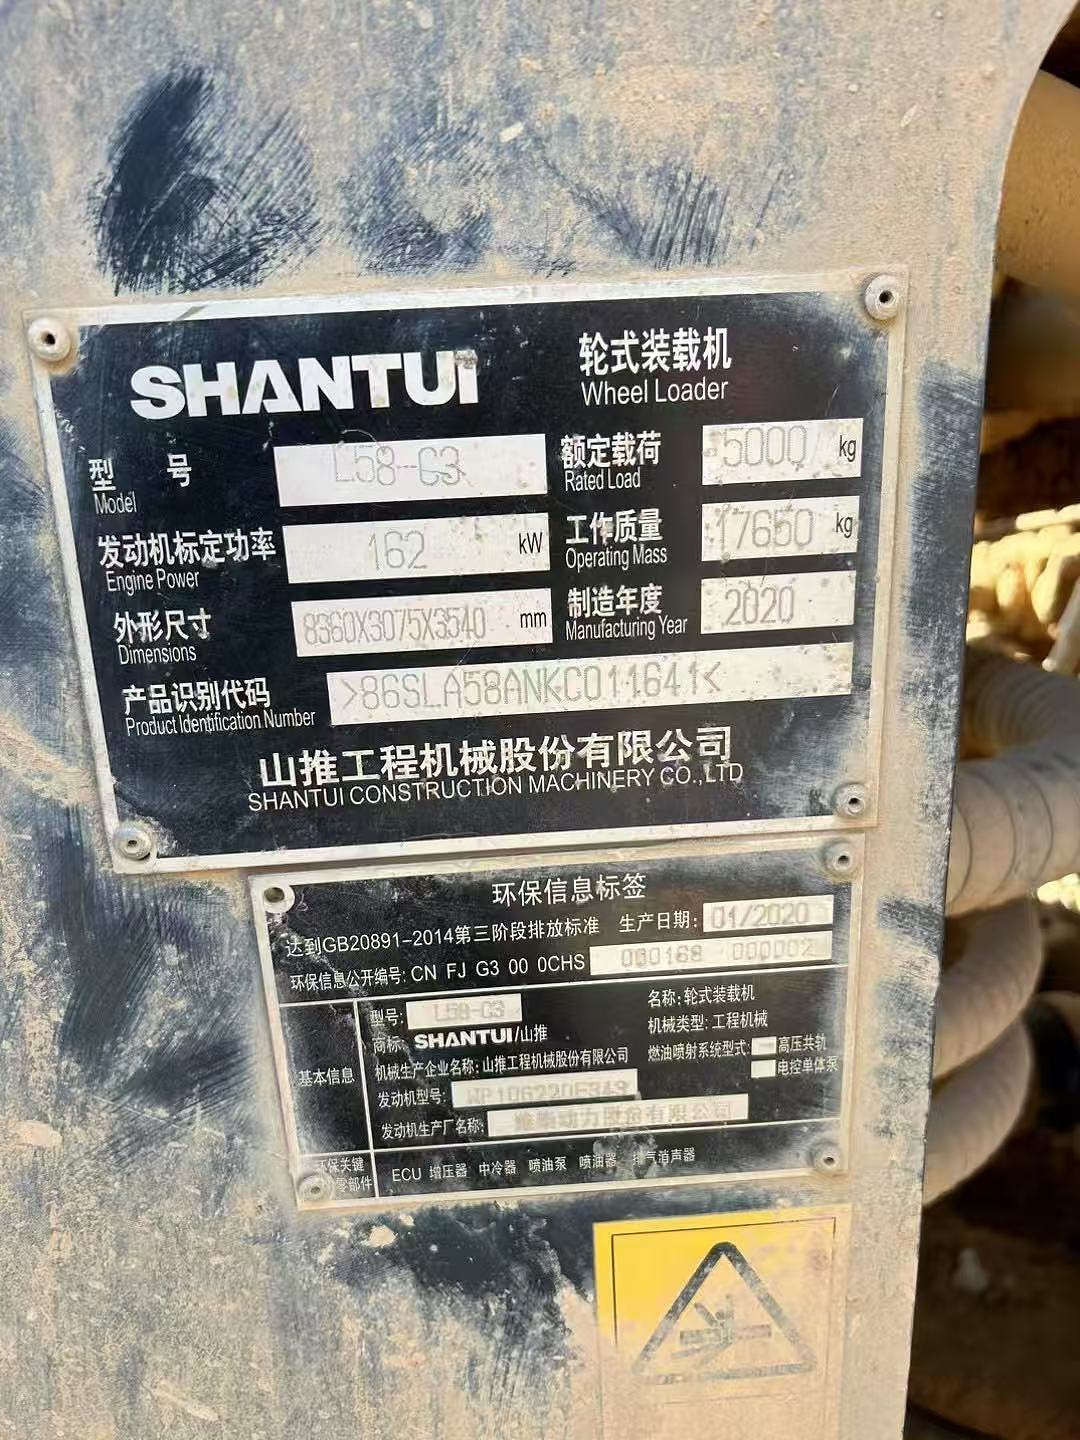 SHANTUI
轮式装载机
Wheel Loader
型号 L58-C3 额定载荷 5000 kg
Model Rated Load
发动机标定功率 162 kW 工作质量 17650 kg
Engine Power Operating Mass
外形尺寸 8360X3075X3540 mm 制造年度 2020
Dimensions Manufacturing Year
产品识别代码 >86SLA58ANKC011641<
Product Identification Number
山推工程机械股份有限公司
SHANTUI CONSTRUCTION MACHINERY CO.,LTD
环保信息标签
达到GB20891-2014第三阶段排放标准 生产日期: 01/2020
环保信息公开编号: CN FJ G3 00 0CHS 000168 000002
基本信息
型号: L58-C3 名称: 轮式装载机
商标: SHANTUI/山推 机械类型: 工程机械
机械生产企业名称: 山推工程机械股份有限公司 燃油喷射系统型式: 高压共轨
发动机型号: 电控单体泵
发动机生产厂名称: 动力股份有限公司
环保关键零部件 ECU 增压器 中冷器 喷油泵 喷油器 排气消声器